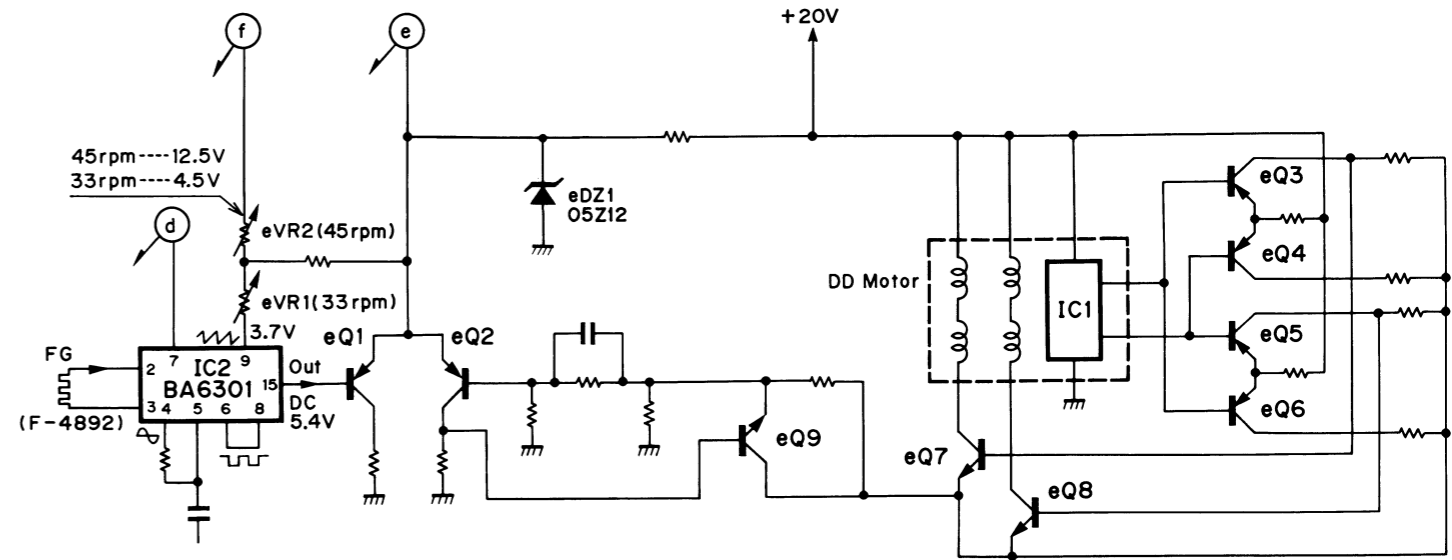 f
e
+20V
45rpm----12.5V
33rpm----4.5V
d
eVR2(45rpm)
eDZ1
05Z12
eVR1(33rpm)
3.7V
eQ1
eQ2
DD Motor
IC1
eQ3
eQ4
eQ5
eQ6
FG
2
7
IC2
9
BA6301
15
Out
DC
5.4V
3
4
5
6
8
(F-4892)
eQ9
eQ7
eQ8